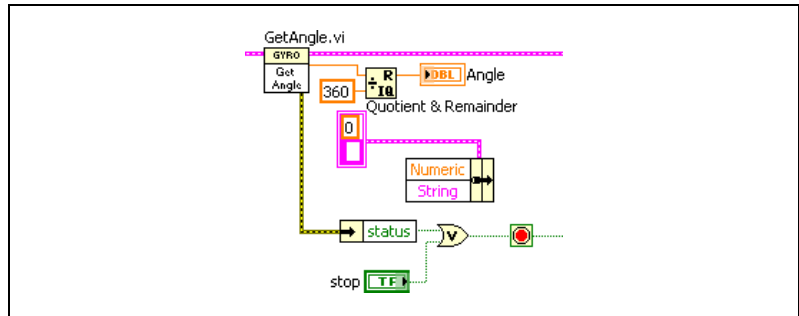 GetAngle.vi
GYRO
Get
Angle
R
IQ
DBL
Angle
360
Quotient & Remainder
0
Numeric
String
status
V
stop
TF